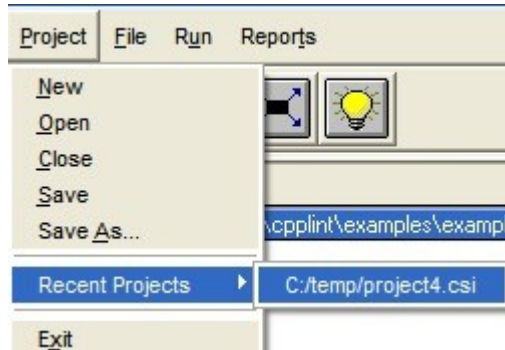 Project File Run Reports
New
Open
Close
Save
\cpplint\examples\examp
Save As...
Recent Projects C:/temp/project4.csi
Exit